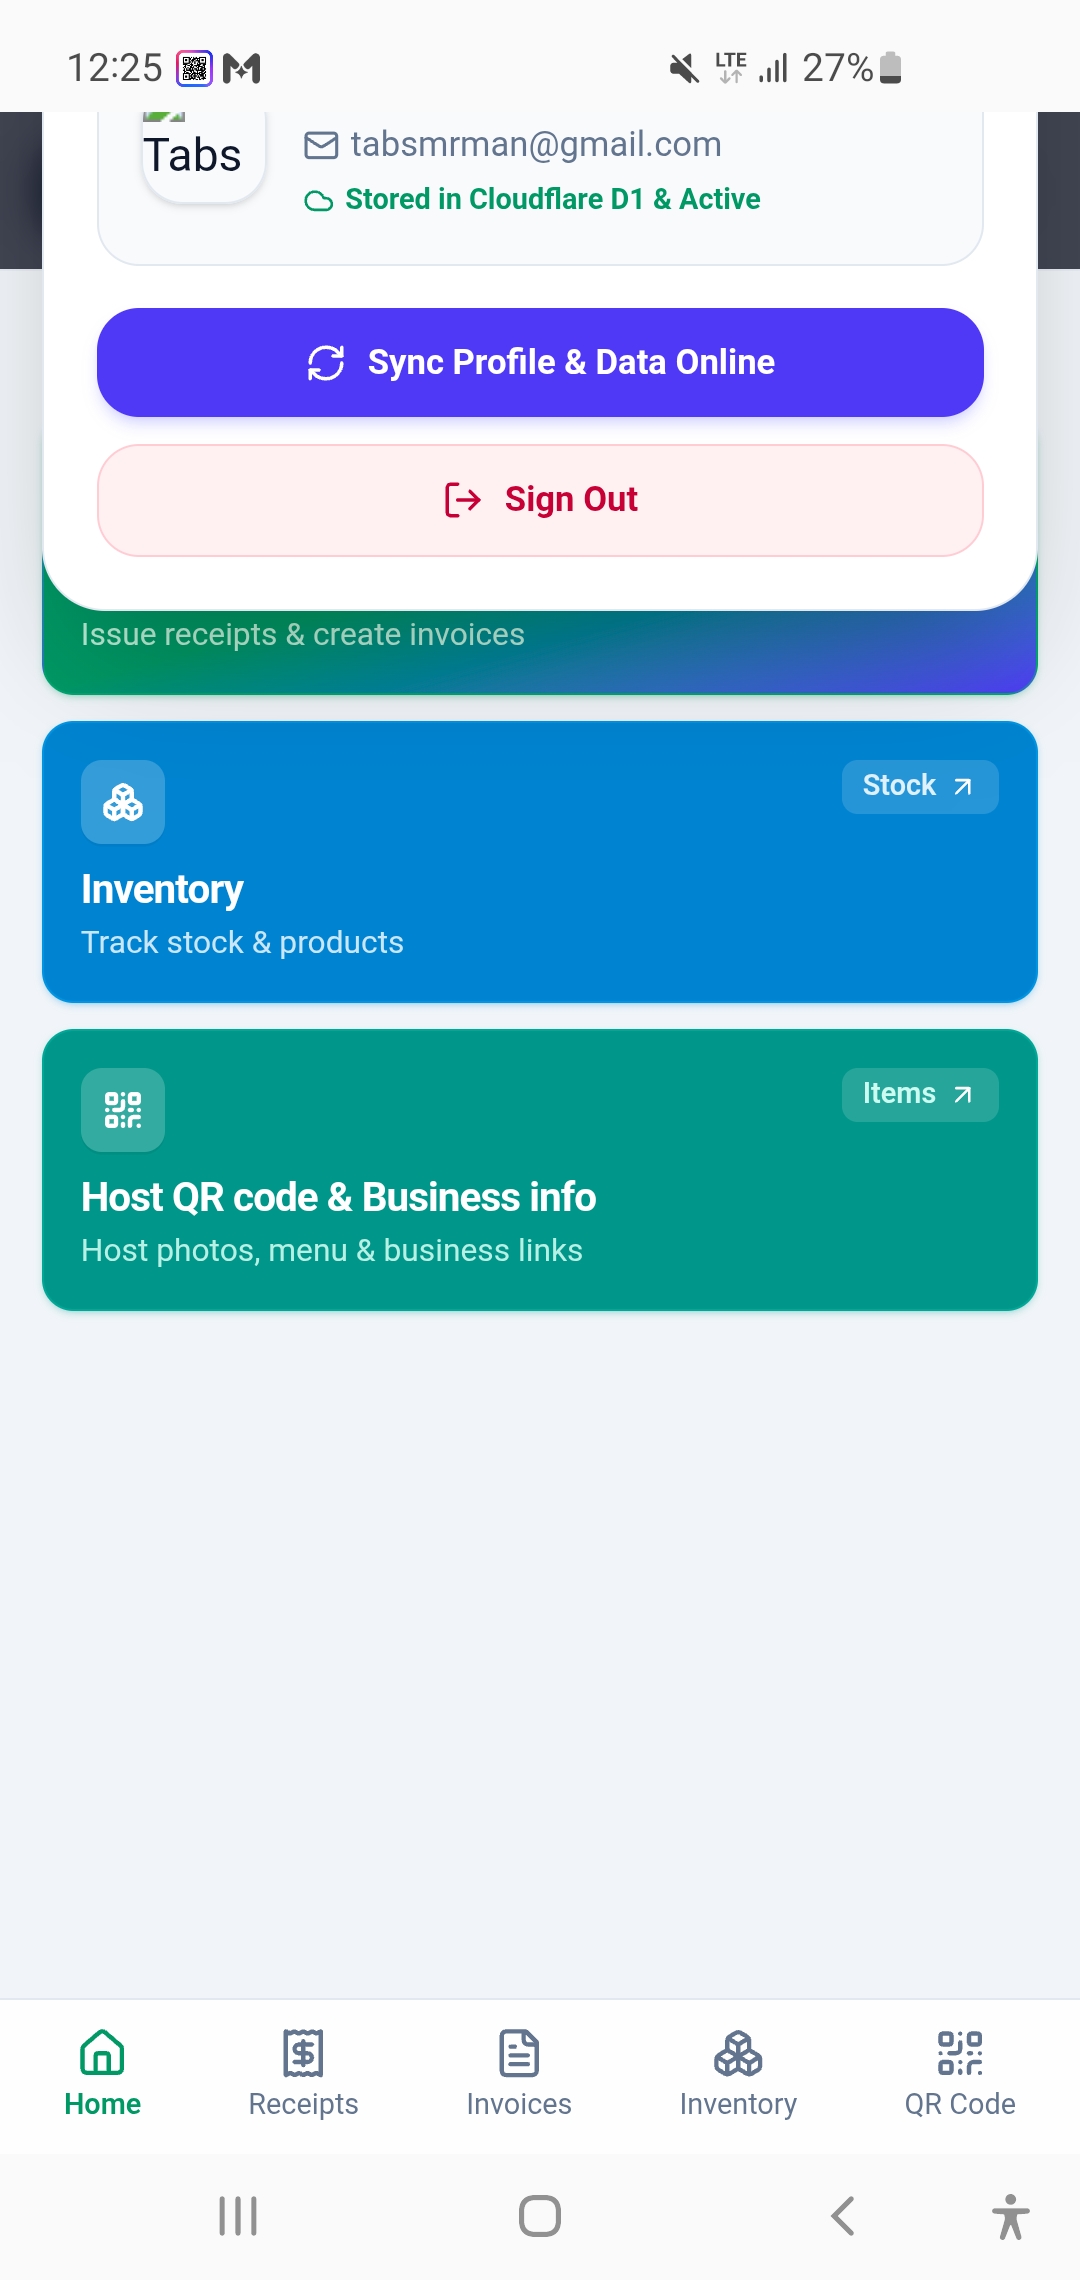 12:25
LTE
27%
Tabs
tabsmrman@gmail.com
Stored in Cloudflare D1 & Active
Sync Profile & Data Online
Sign Out
Issue receipts & create invoices
Stock
Inventory
Track stock & products
Items
Host QR code & Business info
Host photos, menu & business links
Home
Receipts
Invoices
Inventory
QR Code